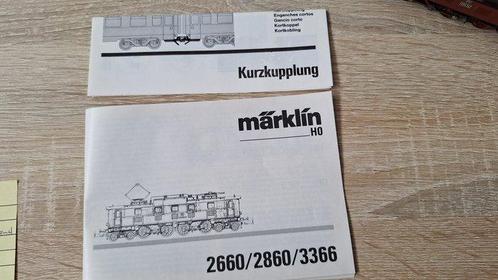 Enganches cortos
Gancio corto
Kortkoppel
Kortkobling
Kurzkupplung
märklin
H0
2660/2860/3366